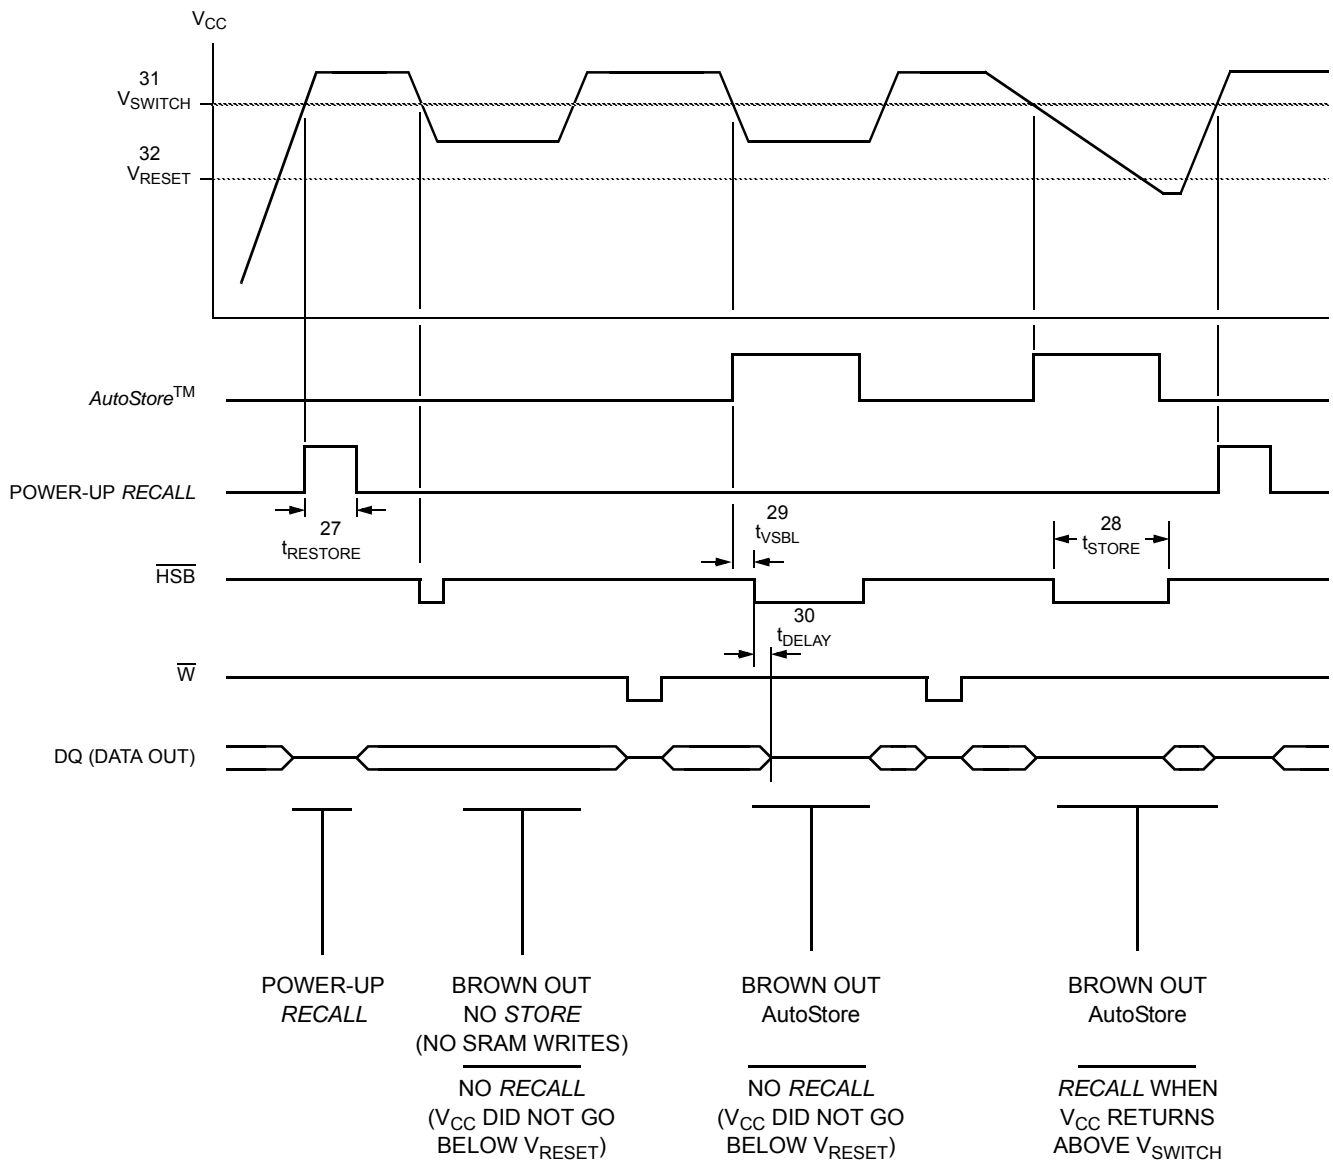 VCC
31
VSWITCH
32
VRESET
AutoStore™
POWER-UP RECALL
27
tRESTORE
29
tVSBL
28
tSTORE
HSB
30
tDELAY
W
DQ (DATA OUT)
POWER-UP
RECALL
BROWN OUT
NO STORE
(NO SRAM WRITES)
NO RECALL
(VCC DID NOT GO
BELOW VRESET)
BROWN OUT
AutoStore
NO RECALL
(VCC DID NOT GO
BELOW VRESET)
BROWN OUT
AutoStore
RECALL WHEN
VCC RETURNS
ABOVE VSWITCH